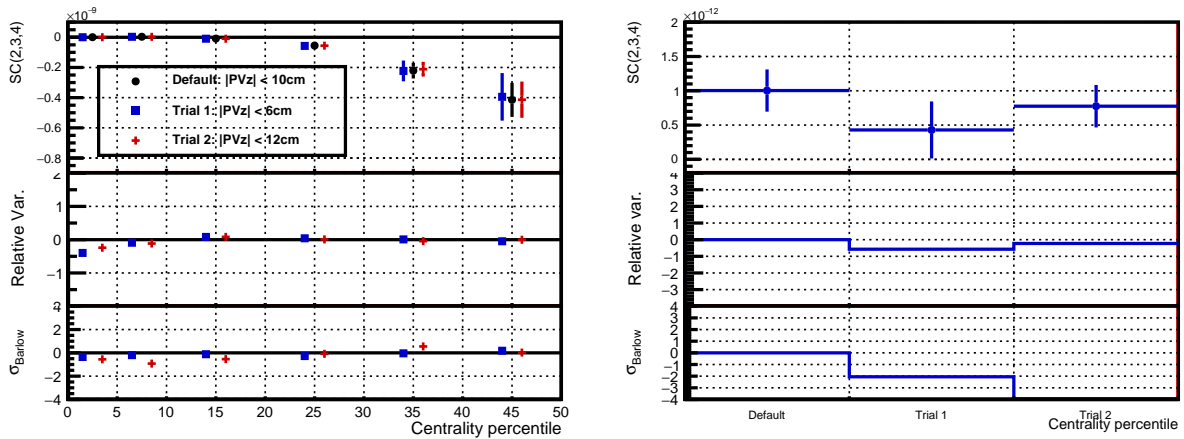 ×10⁻⁹
SC(2,3,4)
0
−0.2
−0.4
−0.6
−0.8
Default: |PVz| < 10cm
Trial 1: |PVz| < 6cm
Trial 2: |PVz| < 12cm
Relative Var.
2
1
0
−1
σBarlow
2
0
−2
−4
0 5 10 15 20 25 30 35 40 45 50
Centrality percentile
×10⁻¹²
SC(2,3,4)
2
1.5
1
0.5
0
Relative Var.
4
3
2
1
0
−1
−3
σBarlow
4
3
2
1
0
−1
−2
−3
−4
Default Trial 1 Trial 2
Centrality percentile